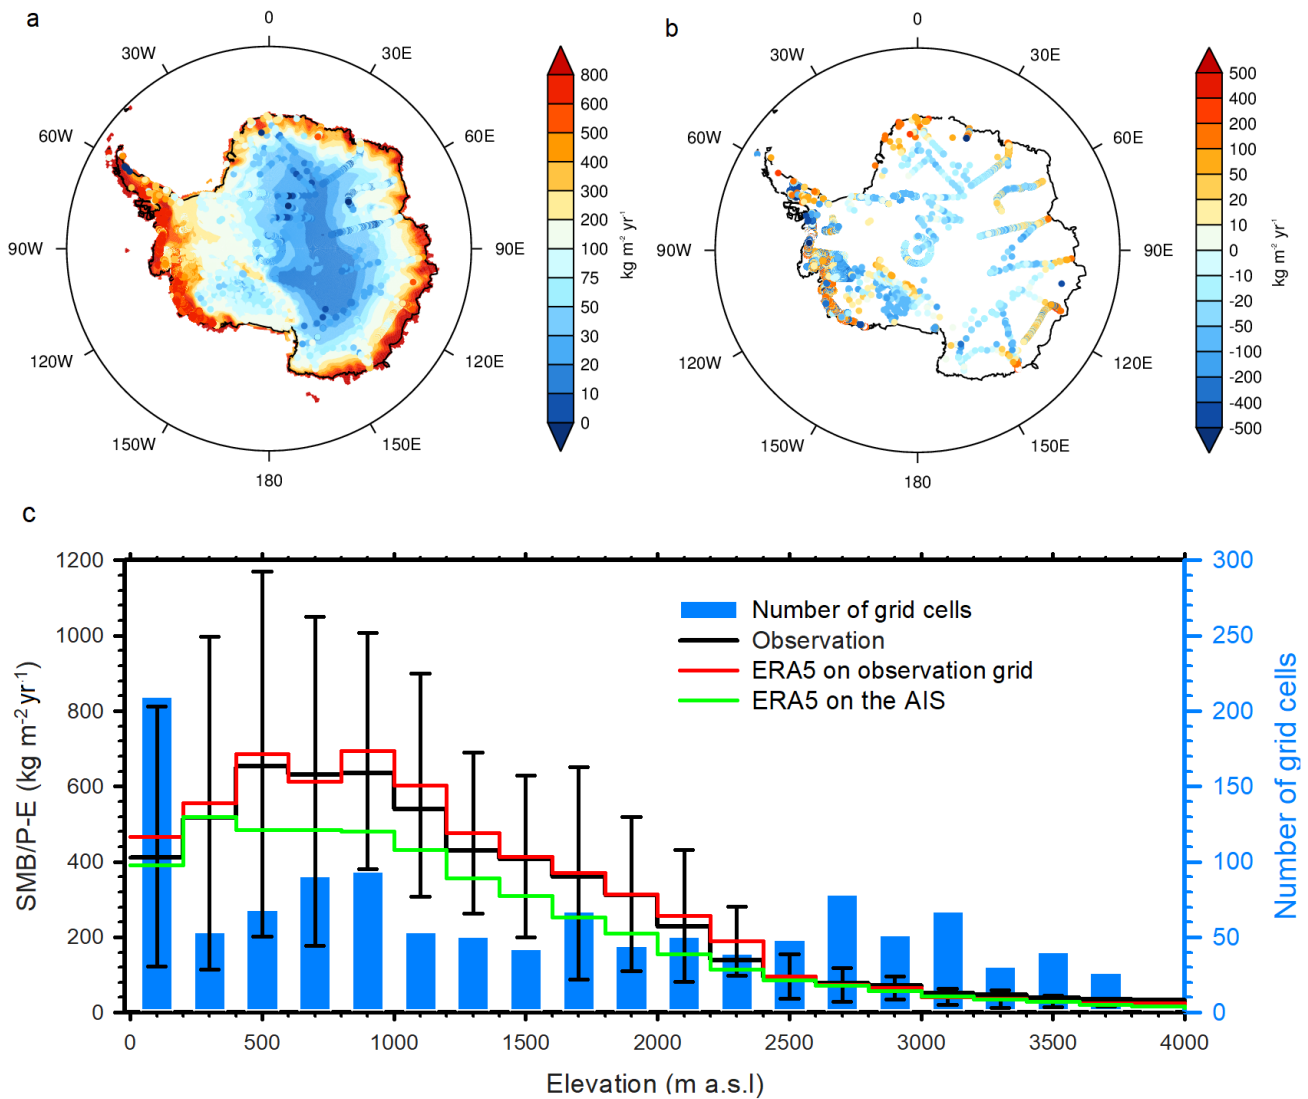 a
0
30E
60E
90E
120E
150E
180
150W
120W
90W
60W
30W
800
600
500
400
300
200
100
75
50
30
20
10
0
kg m⁻² yr⁻¹
b
0
30E
60E
90E
120E
150E
180
150W
120W
90W
60W
30W
500
400
200
100
50
20
10
0
-10
-20
-50
-100
-200
-400
-500
kg m⁻² yr⁻¹
c
1200
1000
800
600
400
200
0
SMB/P-E (kg m⁻² yr⁻¹)
Number of grid cells
Observation
ERA5 on observation grid
ERA5 on the AIS
300
250
200
150
100
50
0
Number of grid cells
0 500 1000 1500 2000 2500 3000 3500 4000
Elevation (m a.s.l)